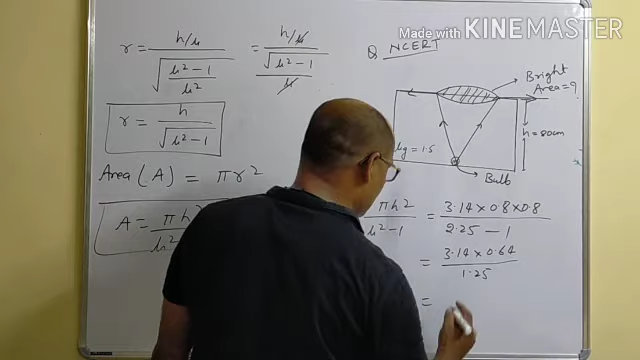 Made with KINEMASTER
r = h/μ / √(μ²-1 / μ²) = h/μ / (√(μ²-1) / μ)
r = h / √(μ²-1)
Area (A) = πr²
A = πh² / μ²
Q NCERT
Bright
Area = ?
h = 80cm
μg = 1.5
Bulb
πh² / μ²-1 = 3.14 × 0.8 × 0.8 / 2.25 - 1
= 3.14 × 0.64 / 1.25
=